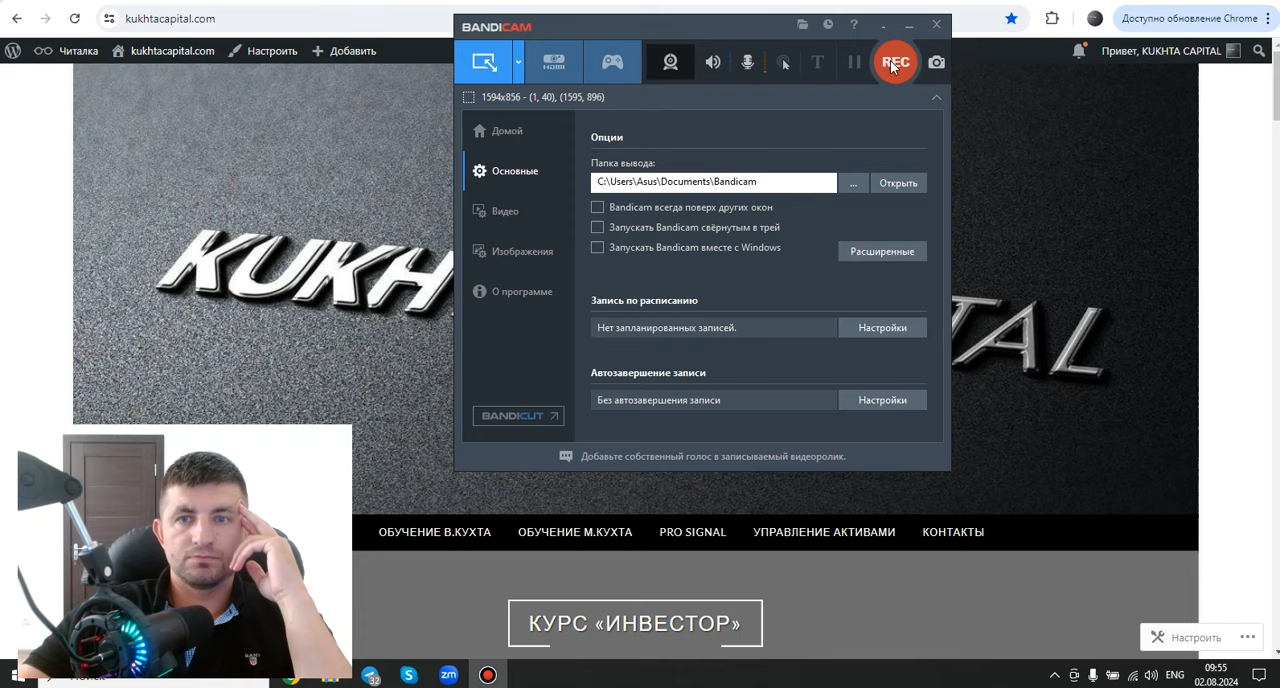 kukhtacapital.com
Доступно обновление Chrome
Читалка
kukhtacapital.com
Настроить
Добавить
Привет, KUKHTA CAPITAL
BANDICAM
HDMI
REC
1594x856 - (1, 40), (1595, 896)
Домой
Основные
Видео
Изображения
О программе
BANDICUT
Опции
Папка вывода:
C:\Users\Asus\Documents\Bandicam
...
Открыть
Bandicam всегда поверх других окон
Запускать Bandicam свёрнутым в трей
Запускать Bandicam вместе с Windows
Расширенные
Запись по расписанию
Нет запланированных записей.
Настройки
Автозавершение записи
Без автозавершения записи
Настройки
Добавьте собственный голос в записываемый видеоролик.
ОБУЧЕНИЕ В.КУХТА
ОБУЧЕНИЕ М.КУХТА
PRO SIGNAL
УПРАВЛЕНИЕ АКТИВАМИ
КОНТАКТЫ
КУРС «ИНВЕСТОР»
Настроить
zm
ENG
09:55
02.08.2024